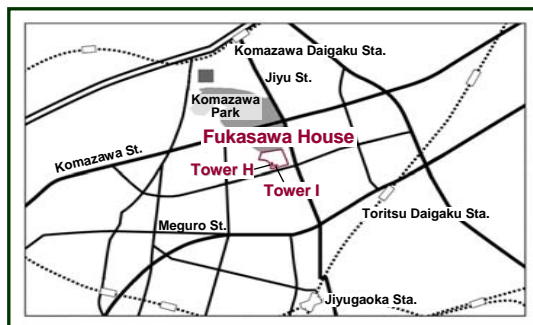 Komazawa Daigaku Sta.
Jiyu St.
Komazawa
Park
Fukasawa House
Komazawa St.
Tower H
Tower I
Toritsu Daigaku Sta.
Meguro St.
Jiyugaoka Sta.